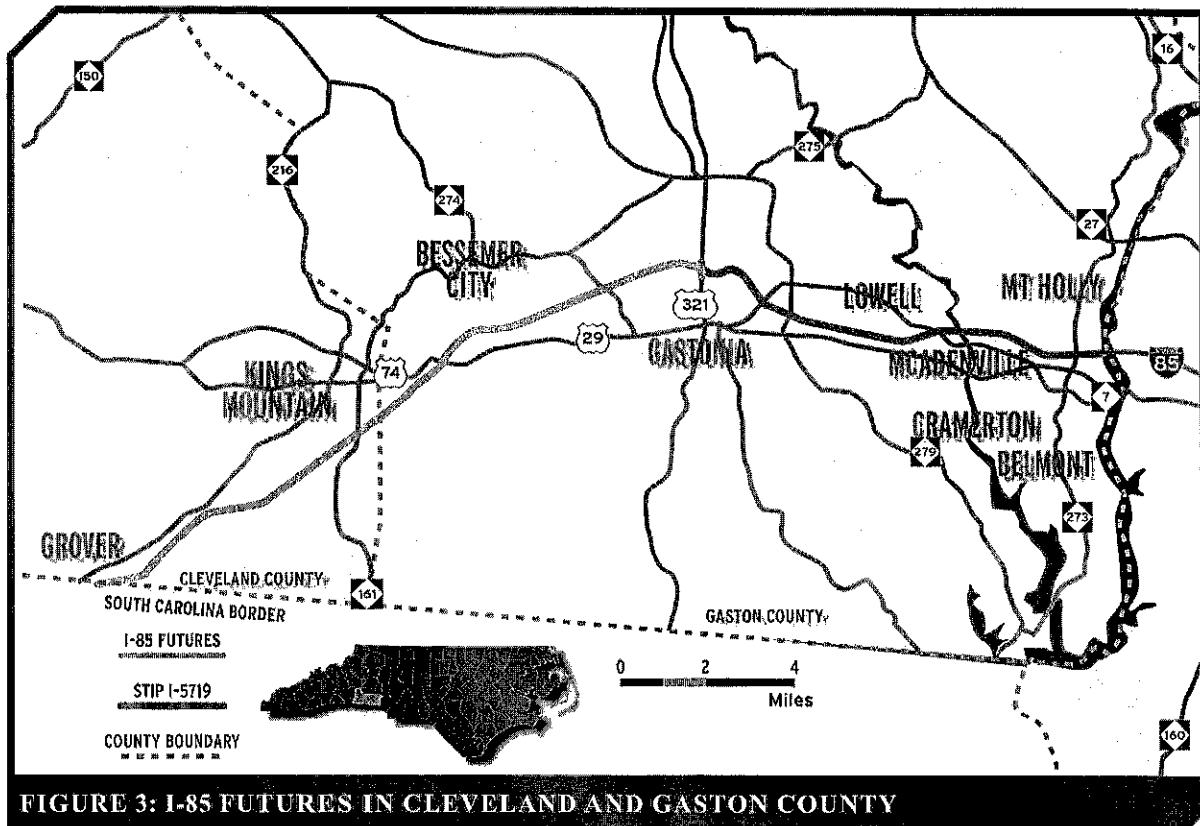 16
150
275
216
274
27
BESSEMER
CITY
LOWELL
MT HOLLY
321
29
GASTONIA
MCADENVILLE
85
KINGS
MOUNTAIN
74
7
CRAMERTON
279
BELMONT
273
GROVER
CLEVELAND COUNTY
161
SOUTH CAROLINA BORDER
GASTON COUNTY
I-85 FUTURES
0 2 4
Miles
STIP I-5719
COUNTY BOUNDARY
160
FIGURE 3: I-85 FUTURES IN CLEVELAND AND GASTON COUNTY